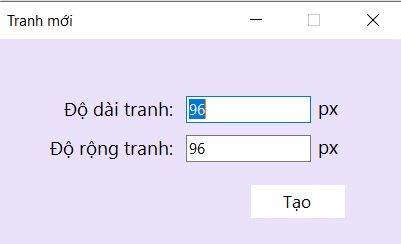 Tranh mới
Độ dài tranh: 96 px
Độ rộng tranh: 96 px
Tạo